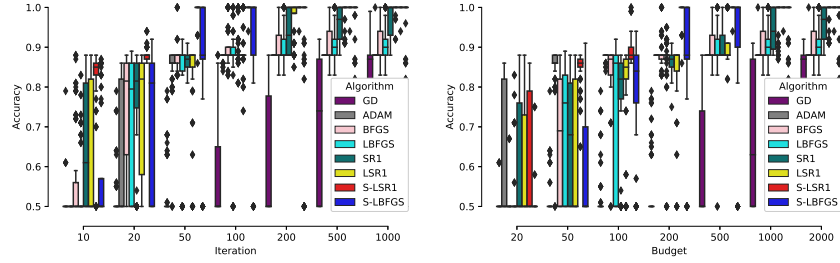 1.0
0.9
0.8
0.7
0.6
0.5
Accuracy
10 20 50 100 200 500 1000
Iteration
Algorithm
GD
ADAM
BFGS
LBFGS
SR1
LSR1
S-LSR1
S-LBFGS
1.0
0.9
0.8
0.7
0.6
0.5
Accuracy
20 50 100 200 500 1000 2000
Budget
Algorithm
GD
ADAM
BFGS
LBFGS
SR1
LSR1
S-LSR1
S-LBFGS